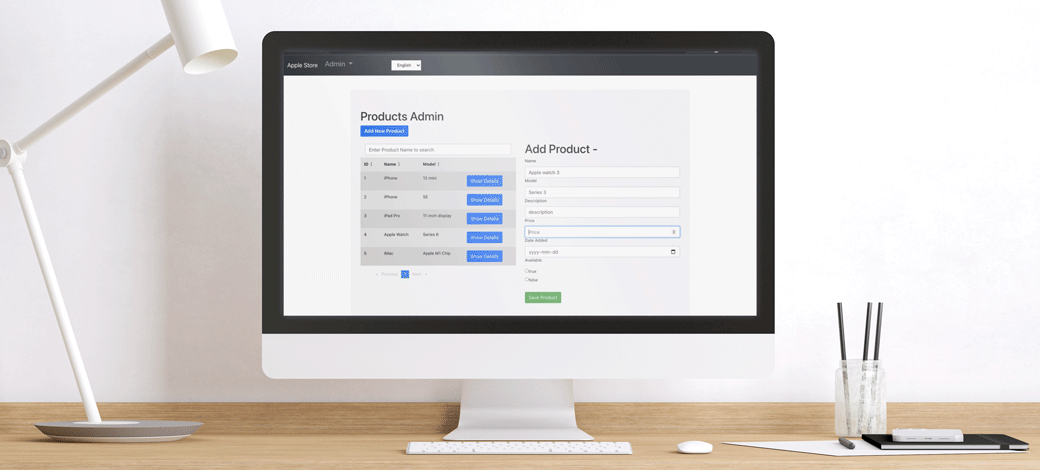 Apple Store Admin English
Products Admin
Add New Product
Enter Product Name to search
ID Name Model
1 iPhone 13 mini Show Details
2 iPhone SE Show Details
3 iPad Pro 11-inch display Show Details
4 Apple Watch Series 6 Show Details
5 iMac Apple M1 Chip Show Details
« Previous 1 Next »
Add Product -
Name
Apple watch 3
Model
Series 3
Description
description
Price
Price
Date Added
yyyy-mm-dd
Available
true
false
Save Product